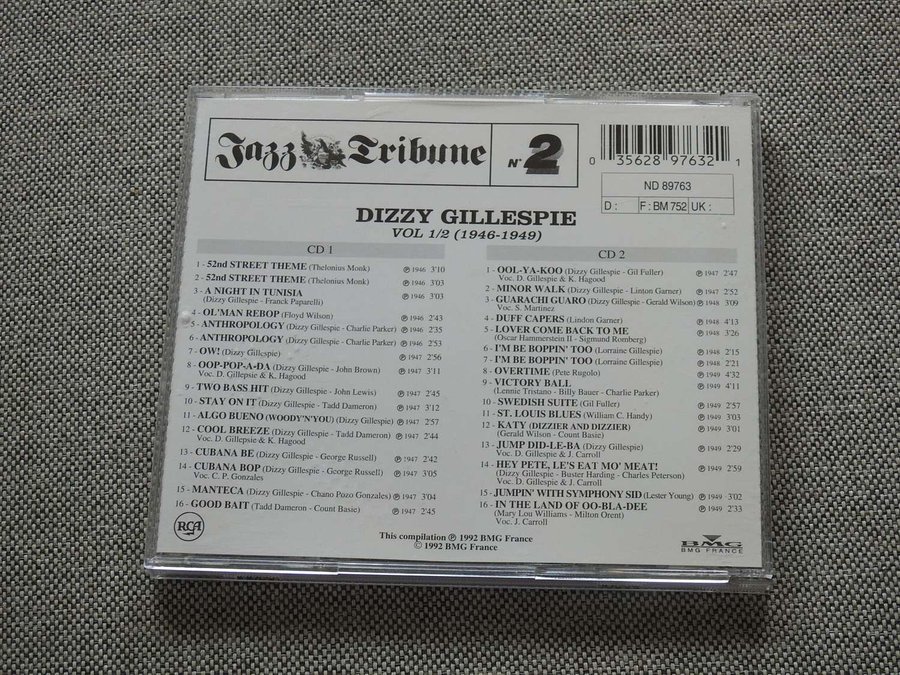 Jazz Tribune
N° 2
0 35628 97632 1
ND 89763
D : F : BM 752 UK :
DIZZY GILLESPIE
VOL 1/2 (1946-1949)
CD 1
1 - 52nd STREET THEME (Thelonius Monk) ℗ 1946 3'10
2 - 52nd STREET THEME (Thelonius Monk) ℗ 1946 3'03
3 - A NIGHT IN TUNISIA ℗ 1946 3'03
(Dizzy Gillespie - Franck Paparelli)
4 - OL'MAN REBOP (Floyd Wilson) ℗ 1946 2'43
5 - ANTHROPOLOGY (Dizzy Gillespie - Charlie Parker) ℗ 1946 2'35
6 - ANTHROPOLOGY (Dizzy Gillespie - Charlie Parker) ℗ 1946 2'53
7 - OW! (Dizzy Gillespie) ℗ 1947 2'56
8 - OOP-POP-A-DA (Dizzy Gillespie - John Brown) ℗ 1947 3'11
Voc. D. Gillepsie & K. Hagood
9 - TWO BASS HIT (Dizzy Gillespie - John Lewis) ℗ 1947 2'45
10 - STAY ON IT (Dizzy Gillespie - Tadd Dameron) ℗ 1947 3'12
11 - ALGO BUENO (WOODY'N'YOU) (Dizzy Gillespie) ℗ 1947 2'57
12 - COOL BREEZE (Dizzy Gillespie - Tadd Dameron) ℗ 1947 2'44
Voc. D. Gillepsie & K. Hagood
13 - CUBANA BE (Dizzy Gillespie - George Russell) ℗ 1947 2'42
14 - CUBANA BOP (Dizzy Gillespie - George Russell) ℗ 1947 3'05
Voc. C. P. Gonzales
15 - MANTECA (Dizzy Gillespie - Chano Pozo Gonzales) ℗ 1947 3'04
16 - GOOD BAIT (Tadd Dameron - Count Basie) ℗ 1947 2'45
CD 2
1 - OOL-YA-KOO (Dizzy Gillespie - Gil Fuller) ℗ 1947 2'47
Voc. D. Gillespie & K. Hagood
2 - MINOR WALK (Dizzy Gillespie - Linton Garner) ℗ 1947 2'52
3 - GUARACHI GUARO (Dizzy Gillespie - Gerald Wilson) ℗ 1948 3'09
Voc. S. Martinez
4 - DUFF CAPERS (Lindon Garner) ℗ 1948 4'13
5 - LOVER COME BACK TO ME ℗ 1948 3'26
(Oscar Hammerstein II - Sigmund Romberg)
6 - I'M BE BOPPIN' TOO (Lorraine Gillespie) ℗ 1948 2'15
7 - I'M BE BOPPIN' TOO (Lorraine Gillespie) ℗ 1948 2'21
8 - OVERTIME (Pete Rugolo) ℗ 1949 4'32
9 - VICTORY BALL ℗ 1949 4'11
(Lennie Tristano - Billy Bauer - Charlie Parker)
10 - SWEDISH SUITE (Gil Fuller) ℗ 1949 2'57
11 - ST. LOUIS BLUES (William C. Handy) ℗ 1949 3'03
12 - KATY (DIZZIER AND DIZZIER) ℗ 1949 3'01
(Gerald Wilson - Count Basie)
13 - JUMP DID-LE-BA (Dizzy Gillespie) ℗ 1949 2'29
Voc. D. Gillespie & J. Carroll
14 - HEY PETE, LE'S EAT MO' MEAT! ℗ 1949 2'59
(Dizzy Gillespie - Buster Harding - Charles Peterson)
Voc. D. Gillespie & J. Carroll
15 - JUMPIN' WITH SYMPHONY SID (Lester Young) ℗ 1949 3'02
16 - IN THE LAND OF OO-BLA-DEE ℗ 1949 2'33
(Mary Lou Williams - Milton Orent)
Voc. J. Carroll
RCA
This compilation ℗ 1992 BMG France
© 1992 BMG France
BMG
BMG FRANCE